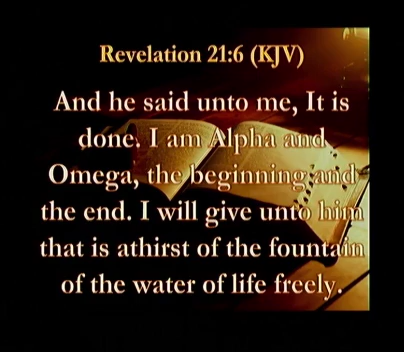 Revelation 21:6 (KJV)
And he said unto me, It is
done. I am Alpha and
Omega, the beginning and
the end. I will give unto him
that is athirst of the fountain
of the water of life freely.